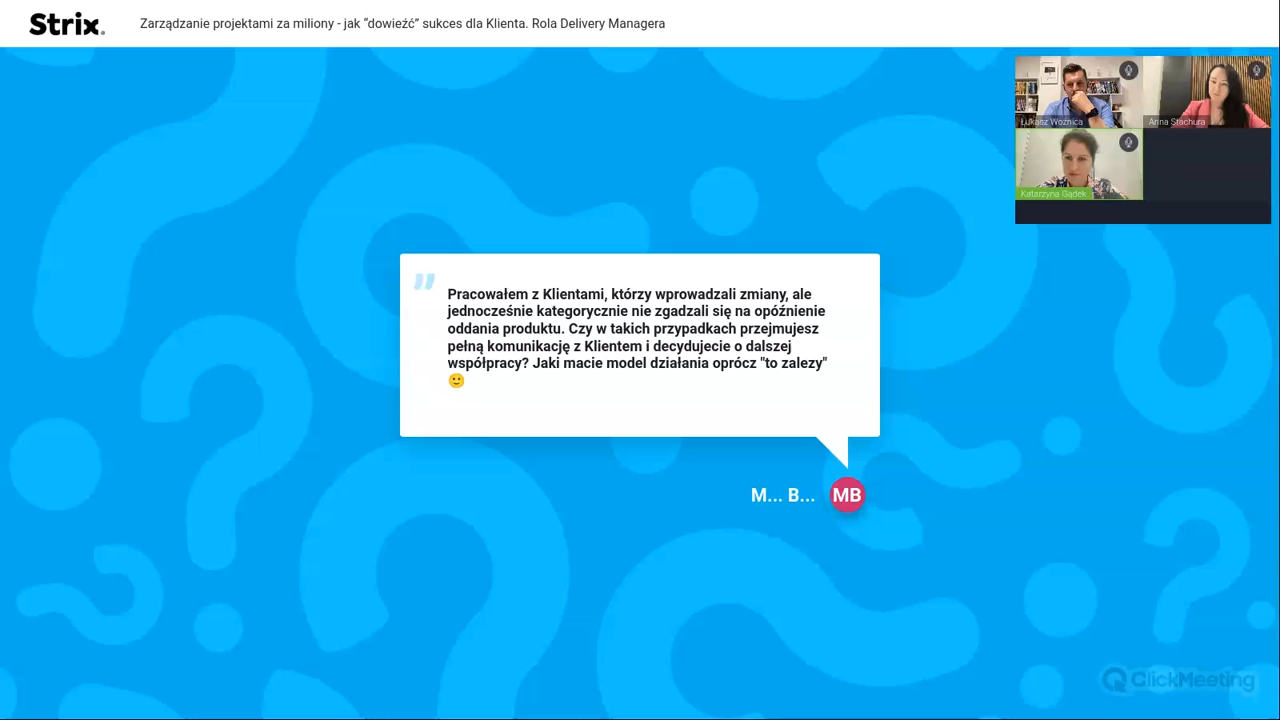 Strix®
Zarządzanie projektami za miliony - jak “dowieźć” sukces dla Klienta. Rola Delivery Managera
Łukasz Woźnica
Anna Stachura
Katarzyna Gądek
Pracowałem z Klientami, którzy wprowadzali zmiany, ale
jednocześnie kategorycznie nie zgadzali się na opóźnienie
oddania produktu. Czy w takich przypadkach przejmujesz
pełną komunikację z Klientem i decydujecie o dalszej
współpracy? Jaki macie model działania oprócz "to zalezy"
🙂
M... B... MB
ClickMeeting